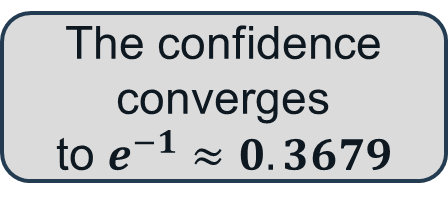 The confidence
converges
to e⁻¹ ≈ 0.3679